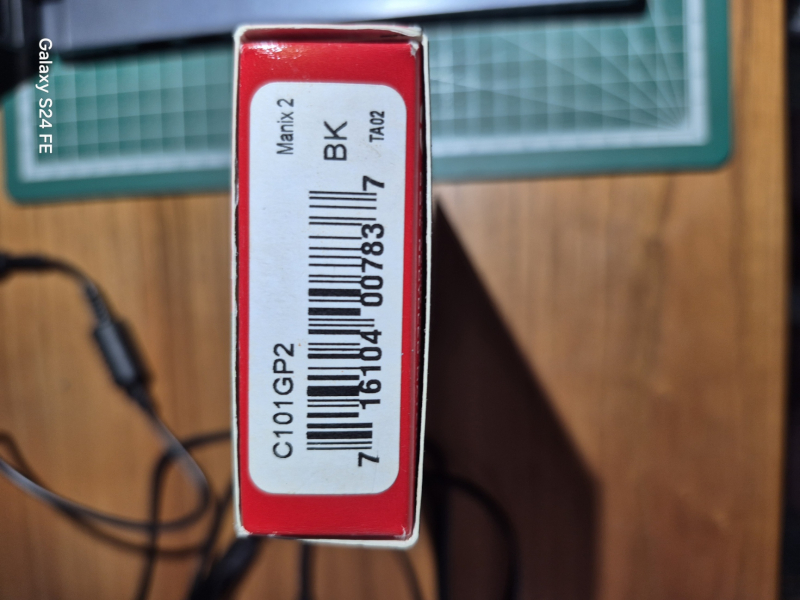 C101GP2
Manix 2
BK
TA02
7 16104 00783 7
Galaxy S24 FE